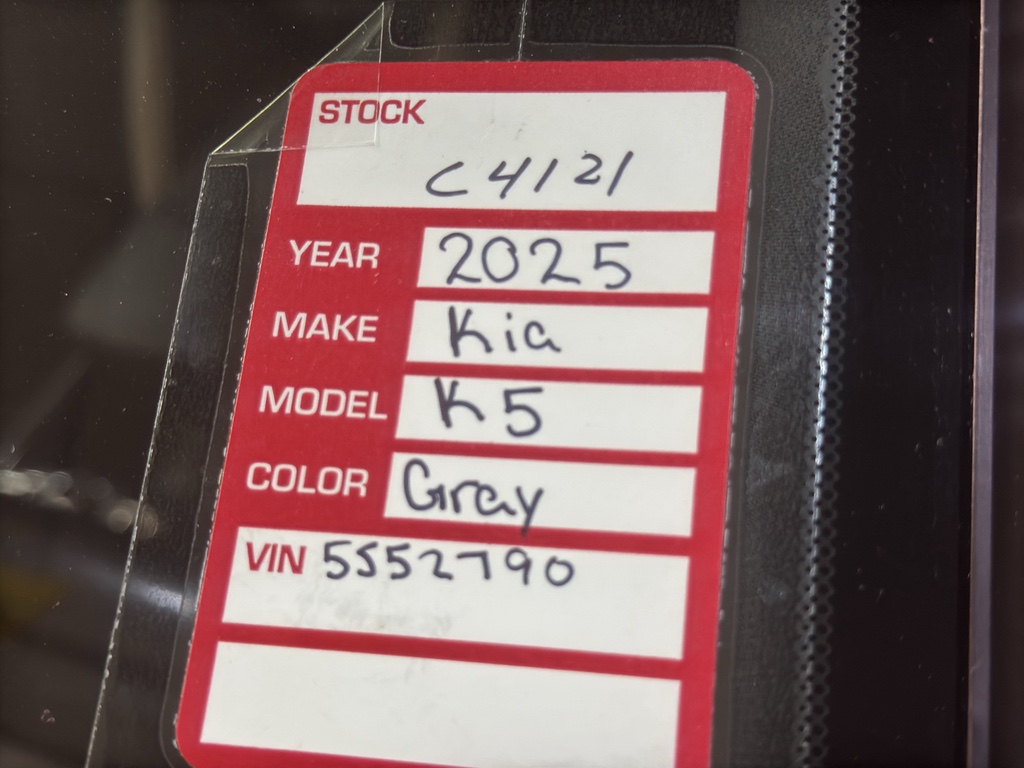 STOCK
C4121
YEAR 2025
MAKE Kia
MODEL K5
COLOR Gray
VIN 5552790